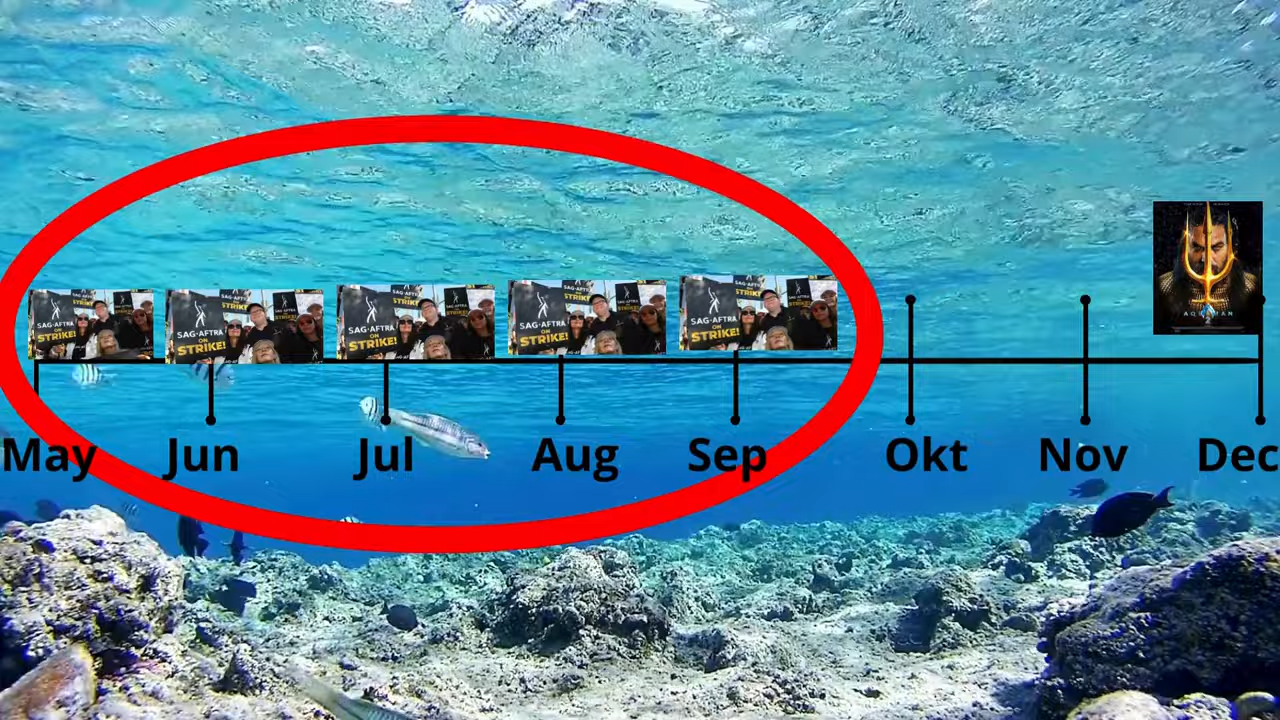 SAG·AFTRA
ON
STRIKE!
SAG-AFTRA
ON
STRIKE!
SAG·AFTRA
ON
STRIKE!
SAG·AFTRA
ON
STRIKE!
SAG·AFTRA
ON
STRIKE!
AQUAMAN
May Jun Jul Aug Sep Okt Nov Dec